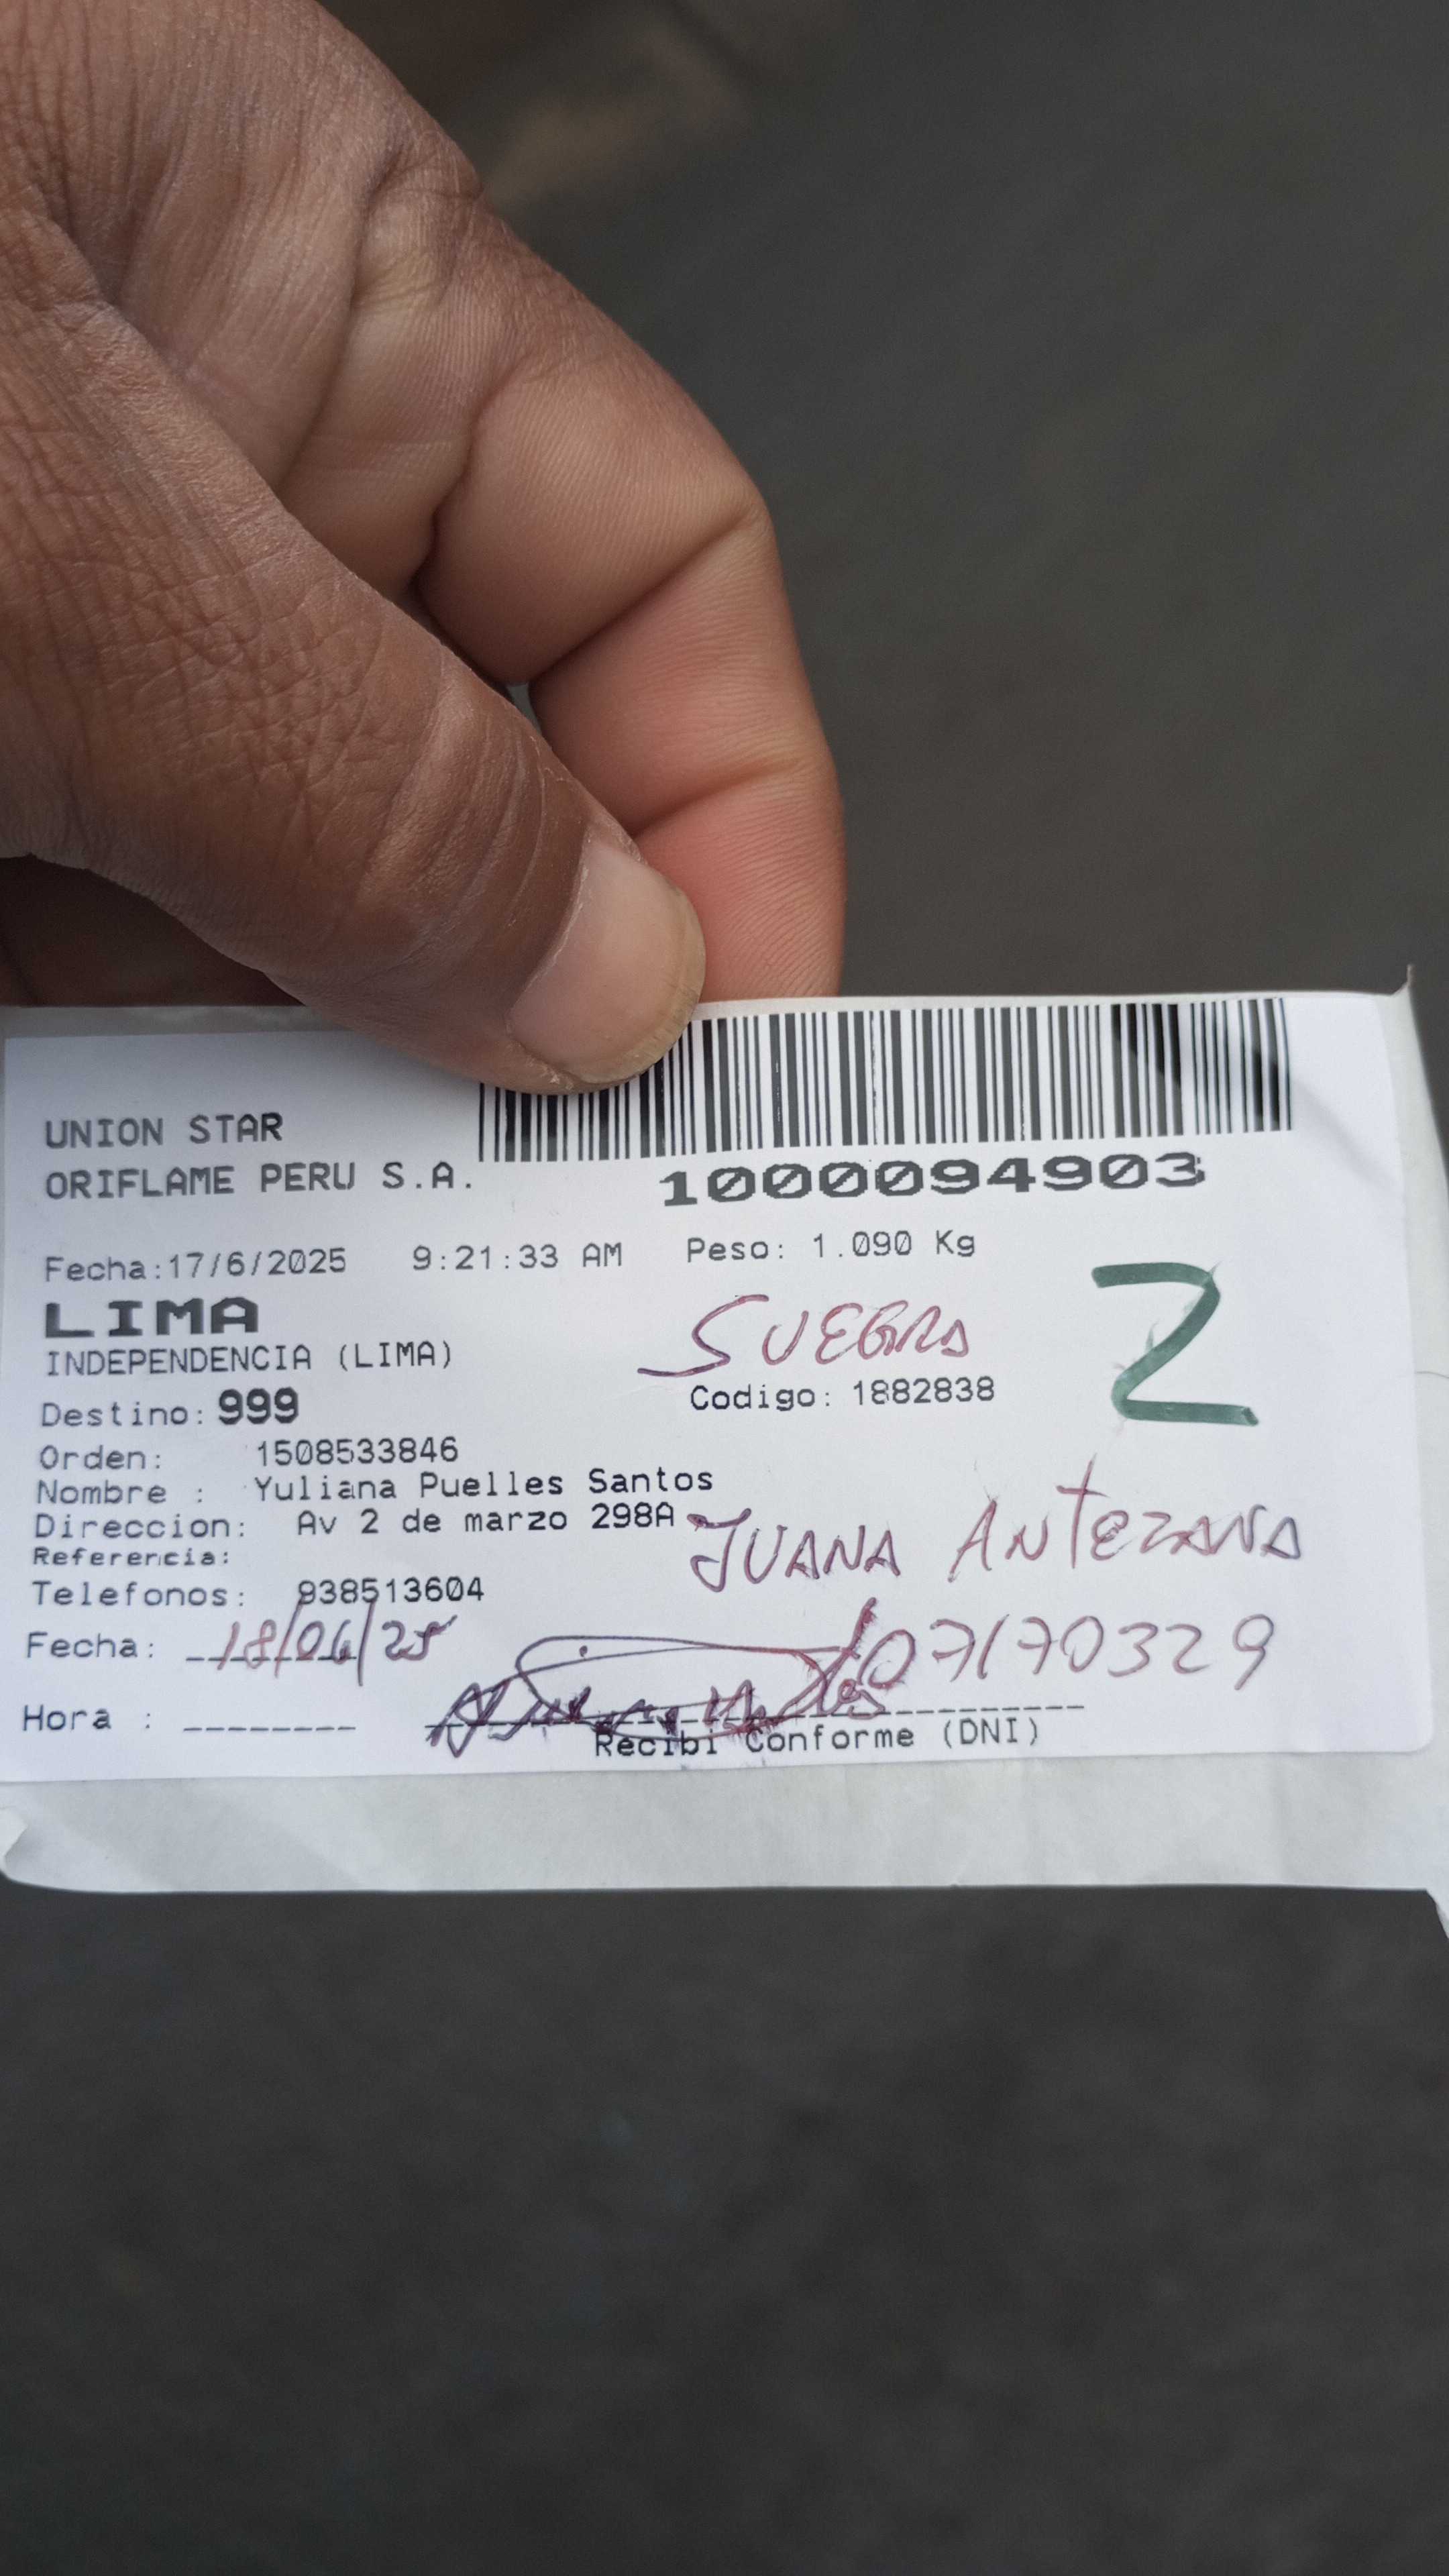 UNION STAR
ORIFLAME PERU S.A.
1000094903
Fecha:17/6/2025 9:21:33 AM Peso: 1.090 Kg
LIMA
SUEGRA
2
INDEPENDENCIA (LIMA)
Destino: 999 Codigo: 1882838
Orden: 1508533846
Nombre : Yuliana Puelles Santos
Direccion: Av 2 de marzo 298A
JUANA ANTEZANA
Referencia:
Telefonos: 938513604
Fecha: 18/06/25
07170329
Hora :
Recibi Conforme (DNI)